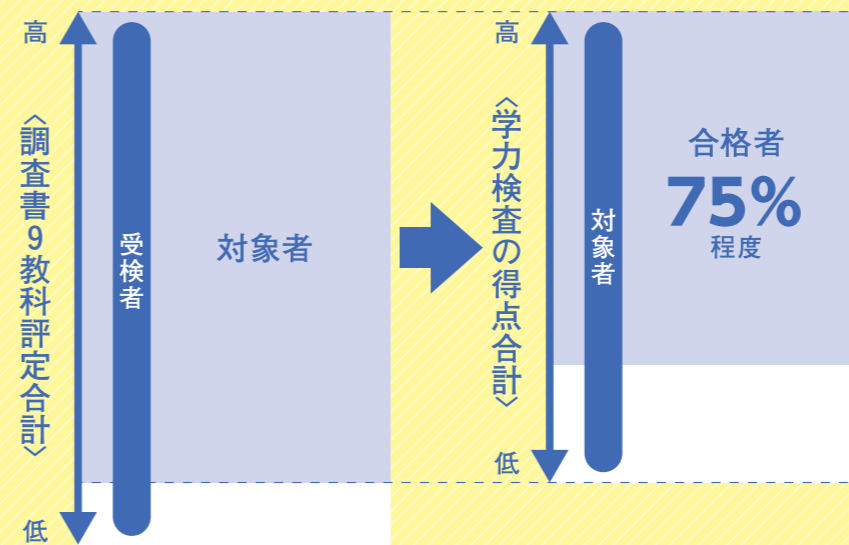 高
〈調査書9教科評定合計〉
低
受検者
対象者
高
〈学力検査の得点合計〉
低
対象者
合格者
75%
程度